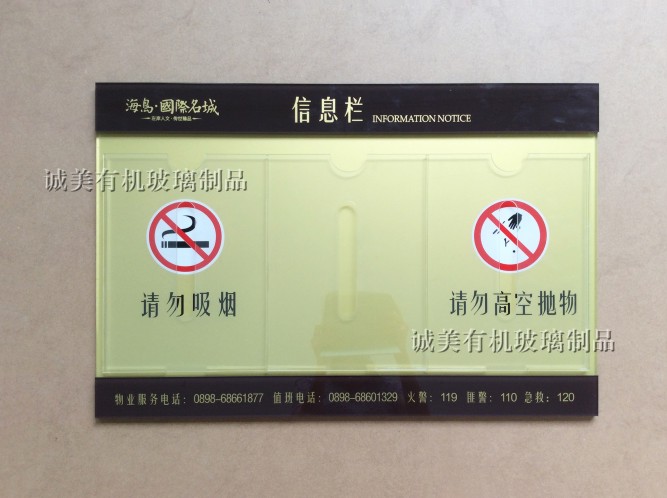 海島·國際名城
信息栏 INFORMATION NOTICE
诚美有机玻璃制品
请勿吸烟
请勿高空抛物
诚美有机玻璃制品
物业服务电话: 0898-68661877 值班电话: 0898-68601329 火警: 119 匪警: 110 急救: 120